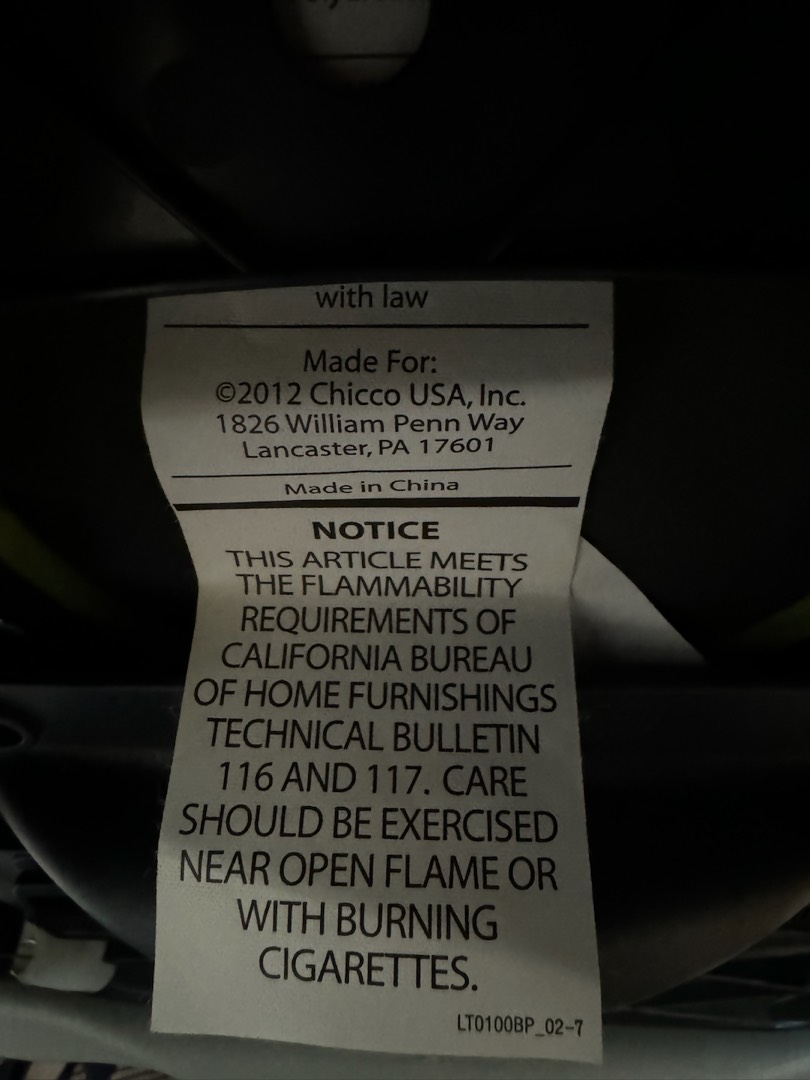 with law
Made For:
©2012 Chicco USA, Inc.
1826 William Penn Way
Lancaster, PA 17601
Made in China
NOTICE
THIS ARTICLE MEETS
THE FLAMMABILITY
REQUIREMENTS OF
CALIFORNIA BUREAU
OF HOME FURNISHINGS
TECHNICAL BULLETIN
116 AND 117. CARE
SHOULD BE EXERCISED
NEAR OPEN FLAME OR
WITH BURNING
CIGARETTES.
LT0100BP_02-7